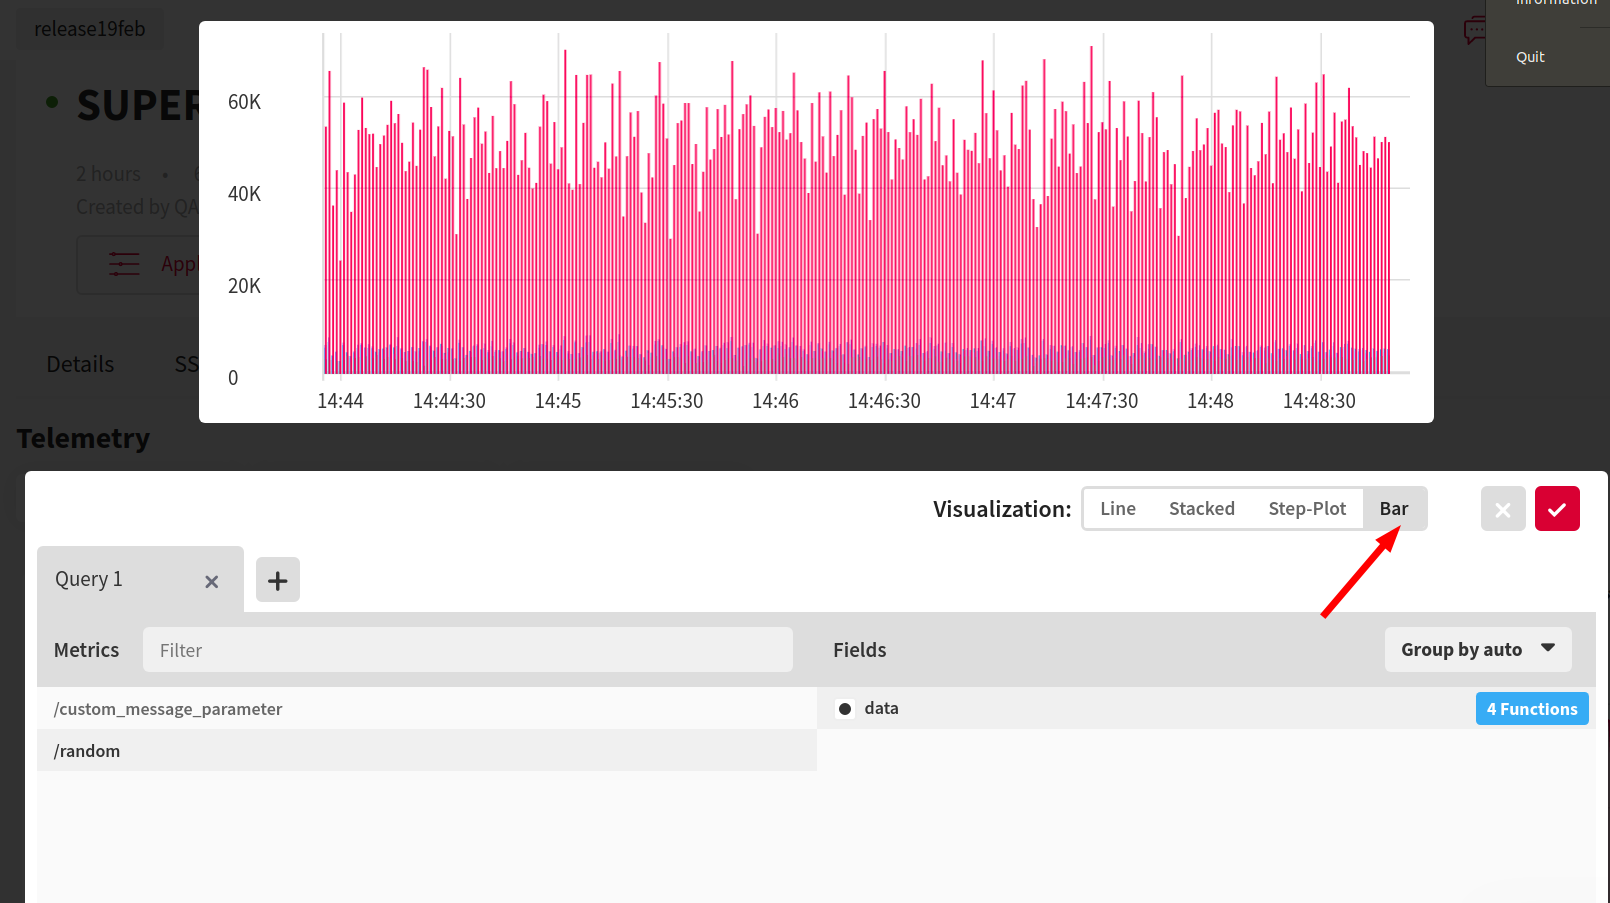 release19feb
Information
Quit
SUPER
2 hours •
Created by QA
Appl
60K
40K
20K
0
14:44 14:44:30 14:45 14:45:30 14:46 14:46:30 14:47 14:47:30 14:48 14:48:30
Details SS
Telemetry
Visualization: Line Stacked Step-Plot Bar
Query 1
Metrics Filter Fields Group by auto
/custom_message_parameter data 4 Functions
/random